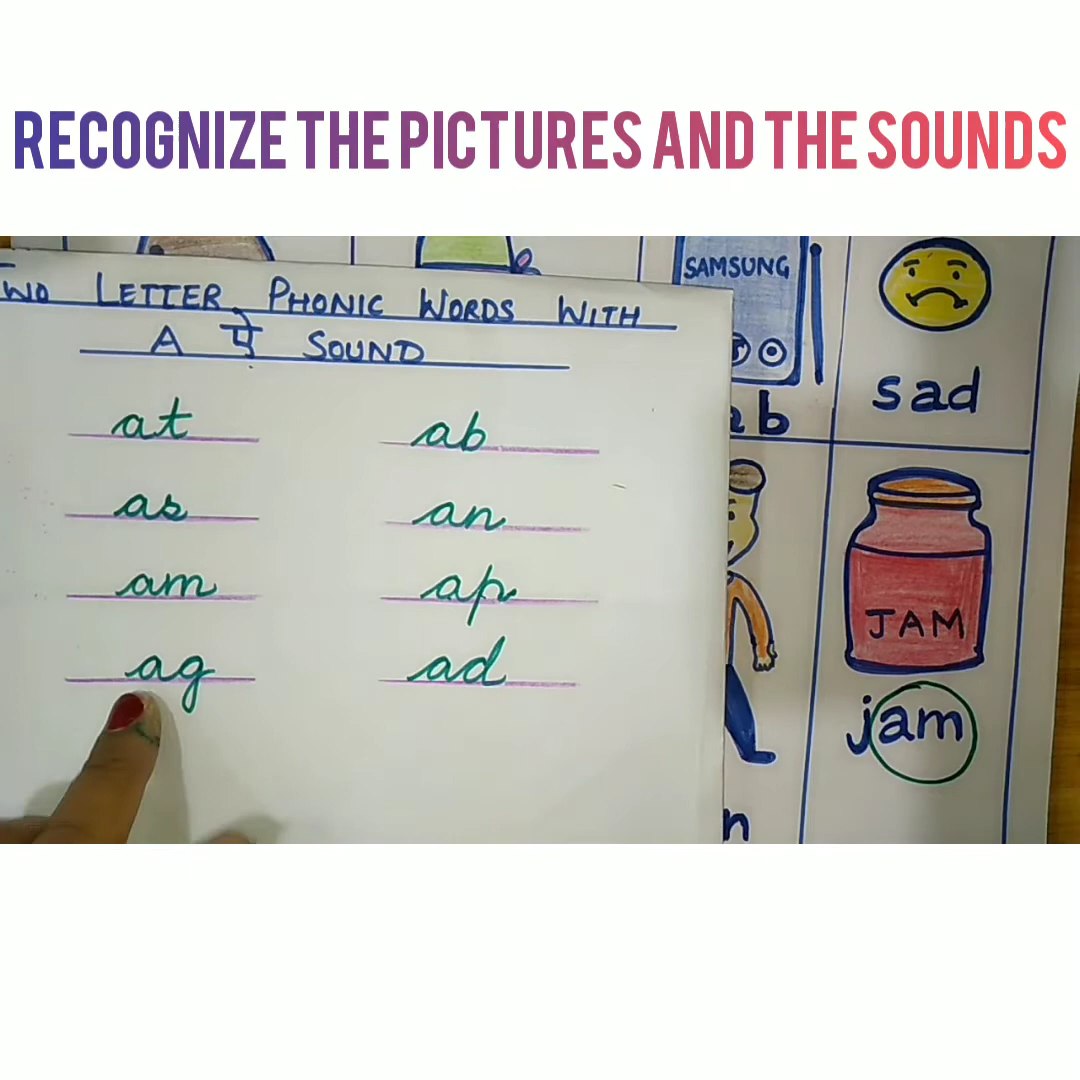 RECOGNIZE THE PICTURES AND THE SOUNDS
TWO LETTER PHONIC WORDS WITH
A ऐ SOUND
at ab
as an
am ap
ag ad
SAMSUNG
ab
sad
JAM
jam
n